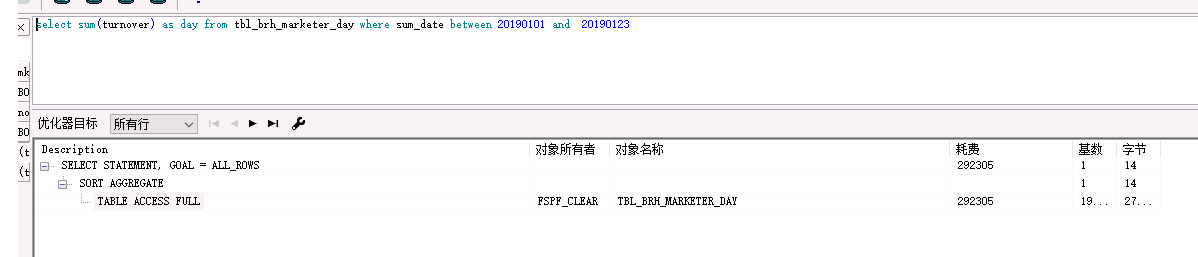 select sum(turnover) as day from tbl_brh_marketer_day where sum_date between 20190101 and  20190123
mk
BO
no
BO
(t
(t
优化器目标 所有行
Description 对象所有者 对象名称 耗费 基数 字节
SELECT STATEMENT, GOAL = ALL_ROWS 292305 1 14
SORT AGGREGATE 1 14
TABLE ACCESS FULL FSPF_CLEAR TBL_BRH_MARKETER_DAY 292305 19... 27...